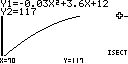 Y1=-0.03X²+3.6X+12
Y2=117
ISECT
X=70 Y=117